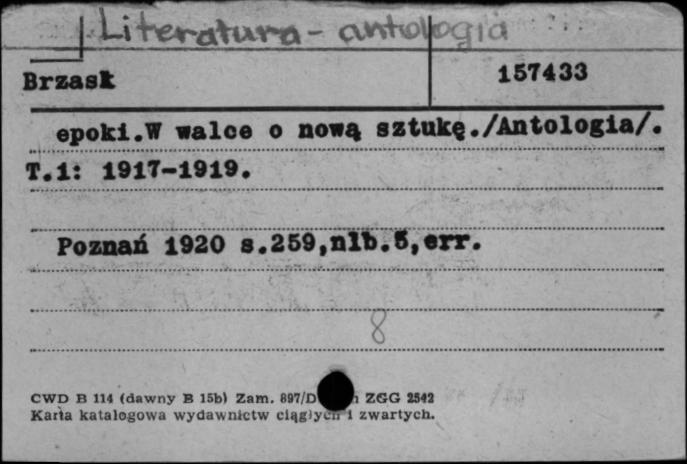 Literatura - antologia
Brzask 157433
epoki.W walce o nową sztukę./Antologia/.
T.1: 1917-1919.
Poznań 1920 s.259,nlb.5,err.
8
CWD B 114 (dawny B 15b) Zam. 897/D ZGG 2542
Karta katalogowa wydawnictw ciągłych i zwartych.